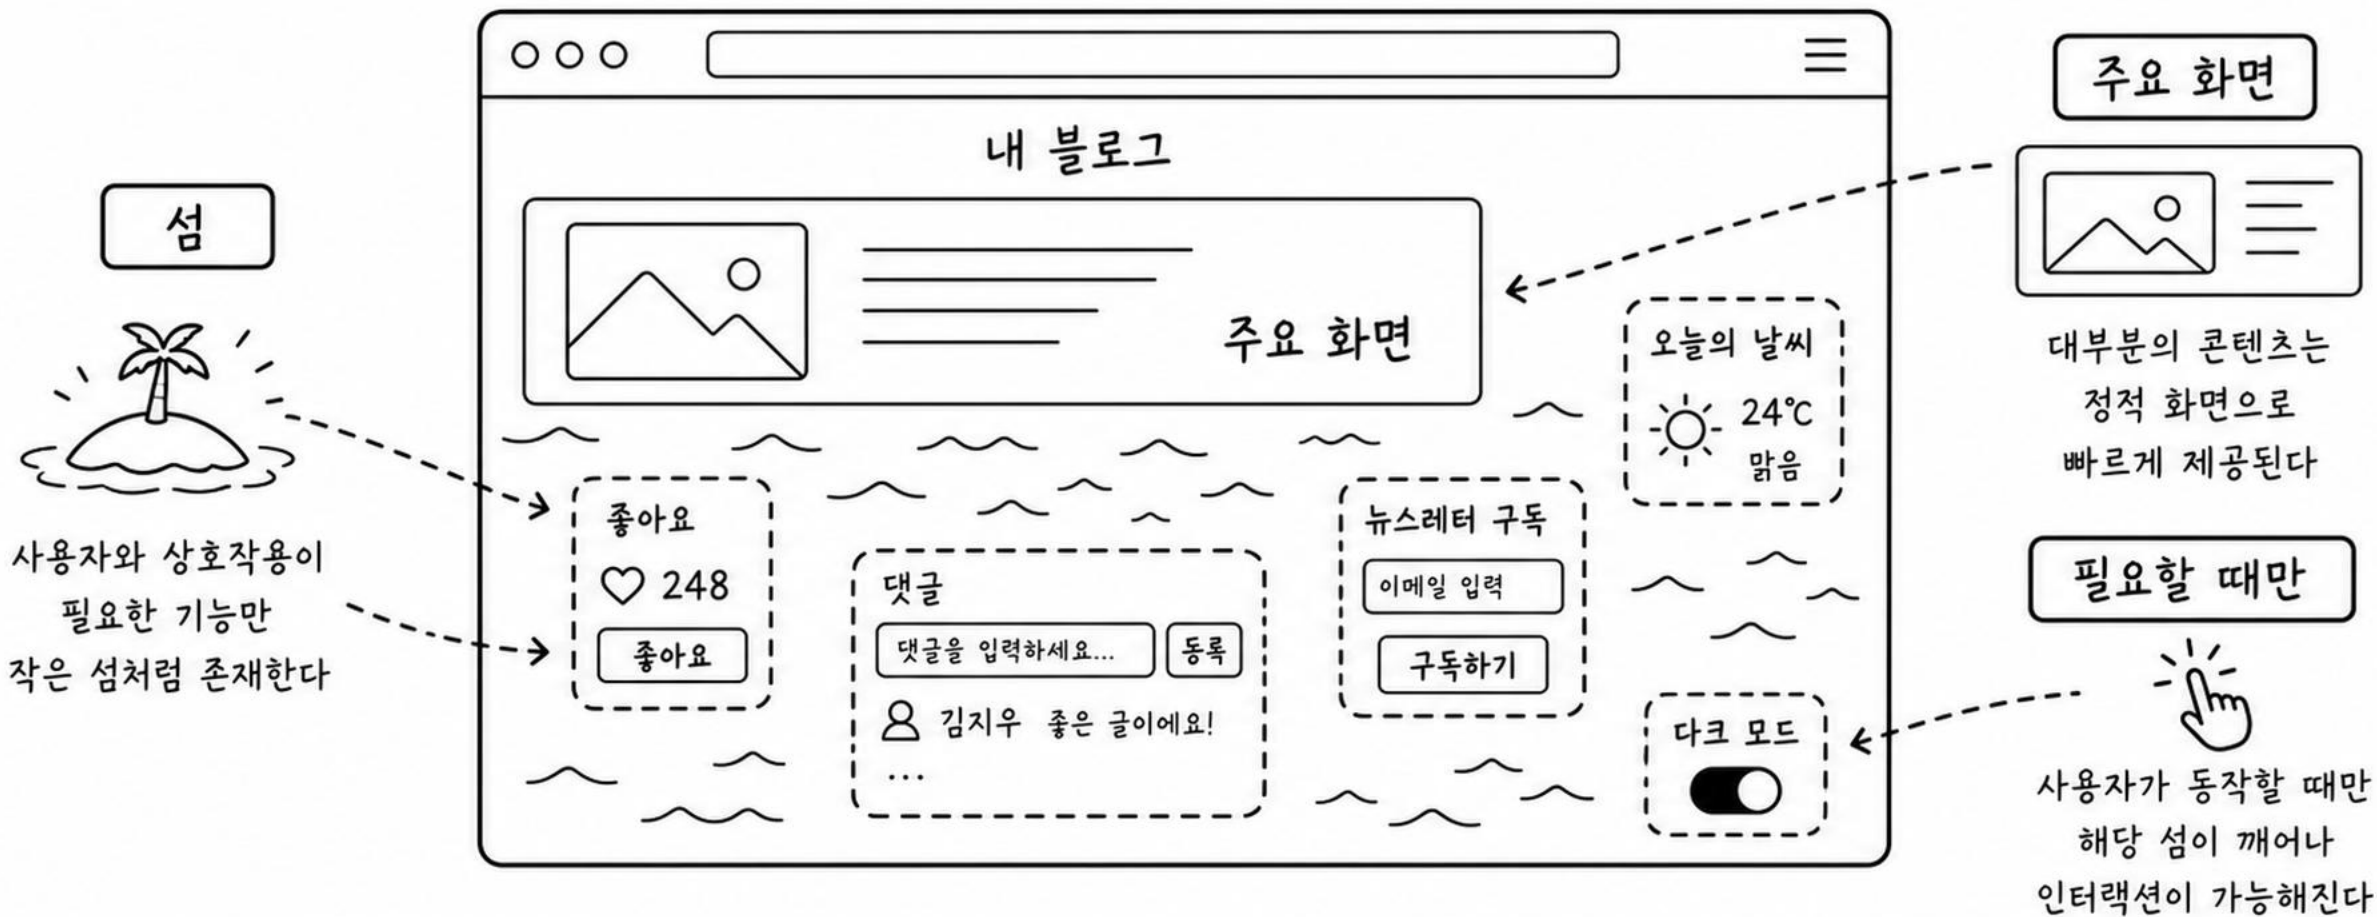 섬
사용자와 상호작용이
필요한 기능만
작은 섬처럼 존재한다
내 블로그
주요 화면
오늘의 날씨
24℃
맑음
좋아요
248
좋아요
댓글
댓글을 입력하세요...
등록
김지우 좋은 글이에요!
...
뉴스레터 구독
이메일 입력
구독하기
다크 모드
주요 화면
대부분의 콘텐츠는
정적 화면으로
빠르게 제공된다
필요할 때만
사용자가 동작할 때만
해당 섬이 깨어나
인터랙션이 가능해진다